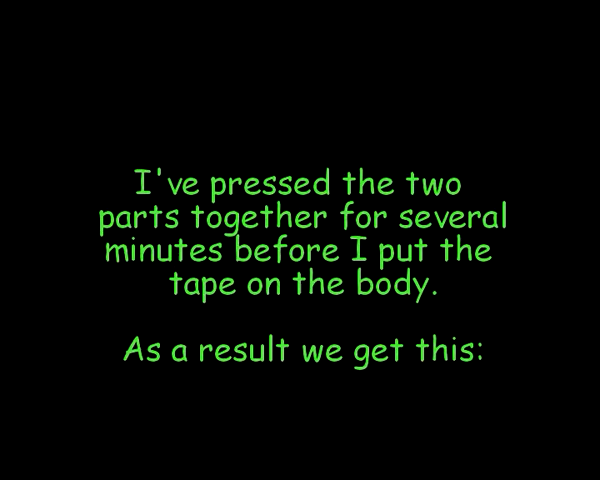 I've pressed the two
parts together for several
minutes before I put the
tape on the body.
As a result we get this: